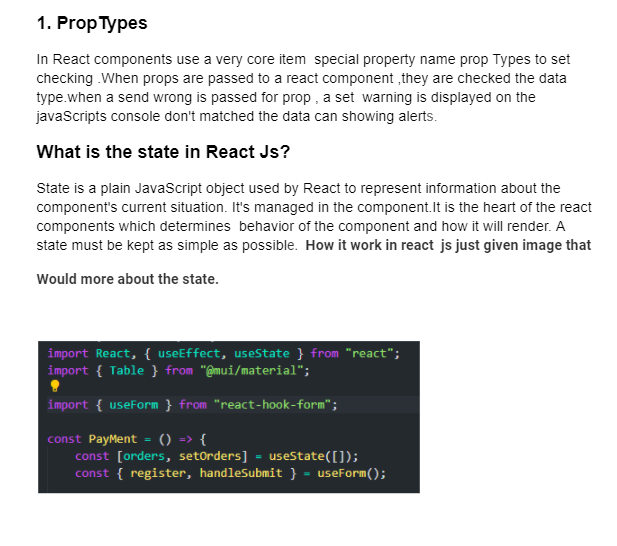 1. PropTypes
In React components use a very core item  special property name prop Types to set
checking .When props are passed to a react component ,they are checked the data
type.when a send wrong is passed for prop , a set  warning is displayed on the
javaScripts console don't matched the data can showing alerts.
What is the state in React Js?
State is a plain JavaScript object used by React to represent information about the
component's current situation. It's managed in the component.It is the heart of the react
components which determines  behavior of the component and how it will render. A
state must be kept as simple as possible.  How it work in react  js just given image that
Would more about the state.
import React, { useEffect, useState } from "react";
import { Table } from "@mui/material";
import { useForm } from "react-hook-form";
const PayMent = () => {
    const [orders, setOrders] = useState([]);
    const { register, handleSubmit } = useForm();